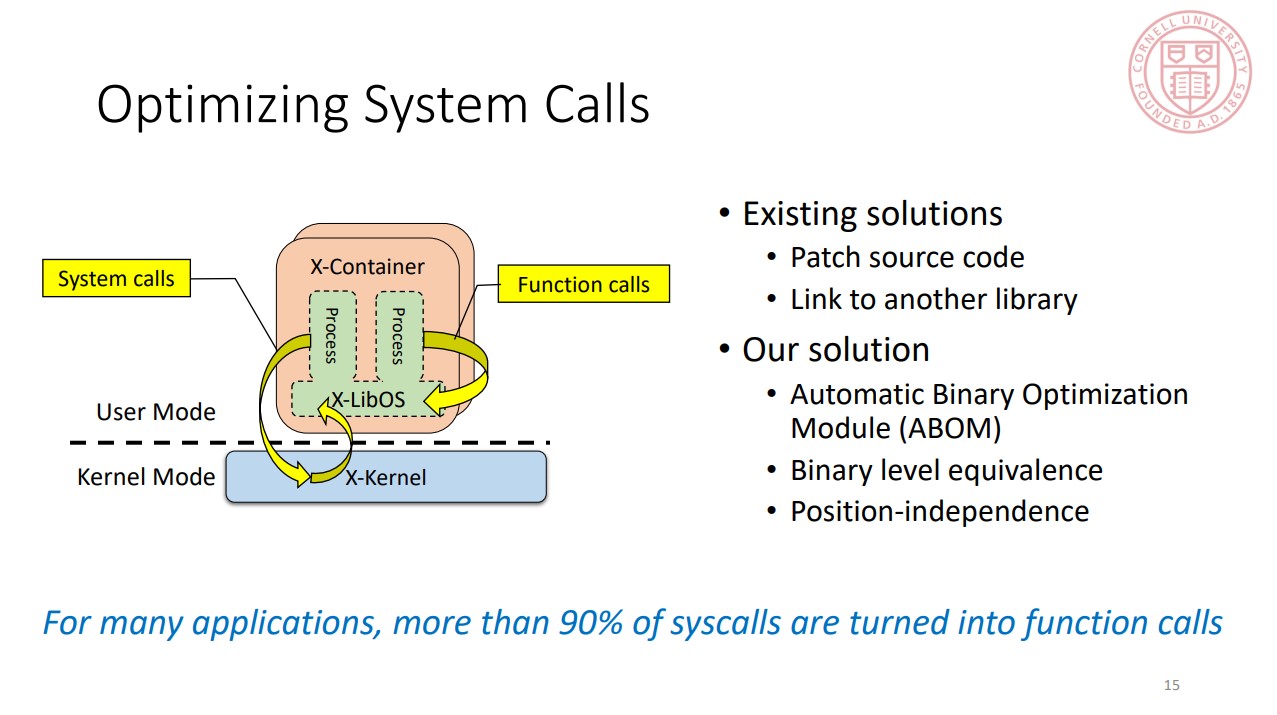 CORNELL UNIVERSITY
FOUNDED A.D. 1865
Optimizing System Calls
System calls
X-Container
Function calls
Process
Process
X-LibOS
User Mode
Kernel Mode
X-Kernel
• Existing solutions
• Patch source code
• Link to another library
• Our solution
• Automatic Binary Optimization
Module (ABOM)
• Binary level equivalence
• Position-independence
For many applications, more than 90% of syscalls are turned into function calls
15